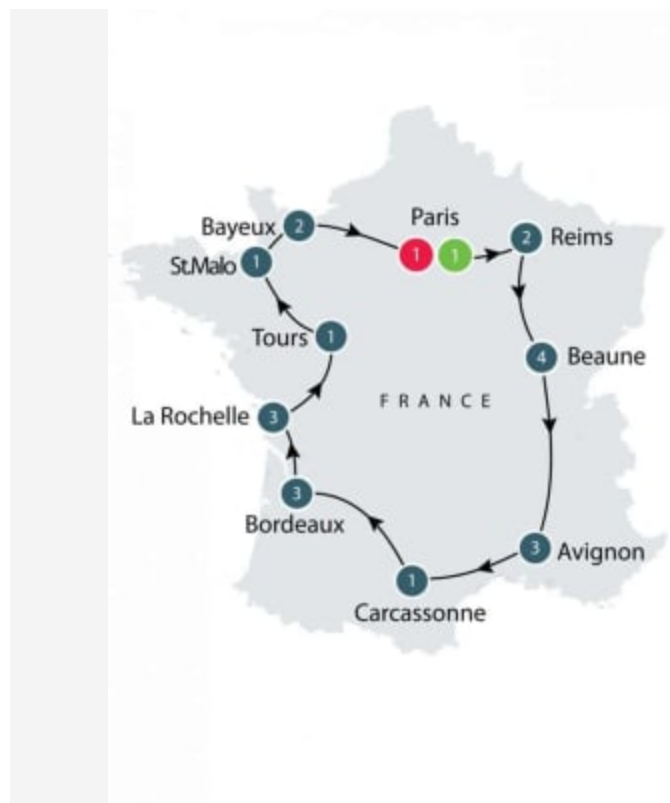 Paris
Bayeux 2
1 1
2 Reims
St.Malo 1
Tours 1
4 Beaune
FRANCE
La Rochelle 3
3
Bordeaux
3 Avignon
1
Carcassonne